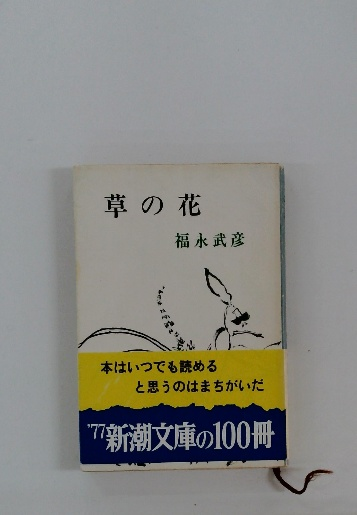 草の花
福永武彦
本はいつでも読める
と思うのはまちがいだ
'77新潮文庫の100冊